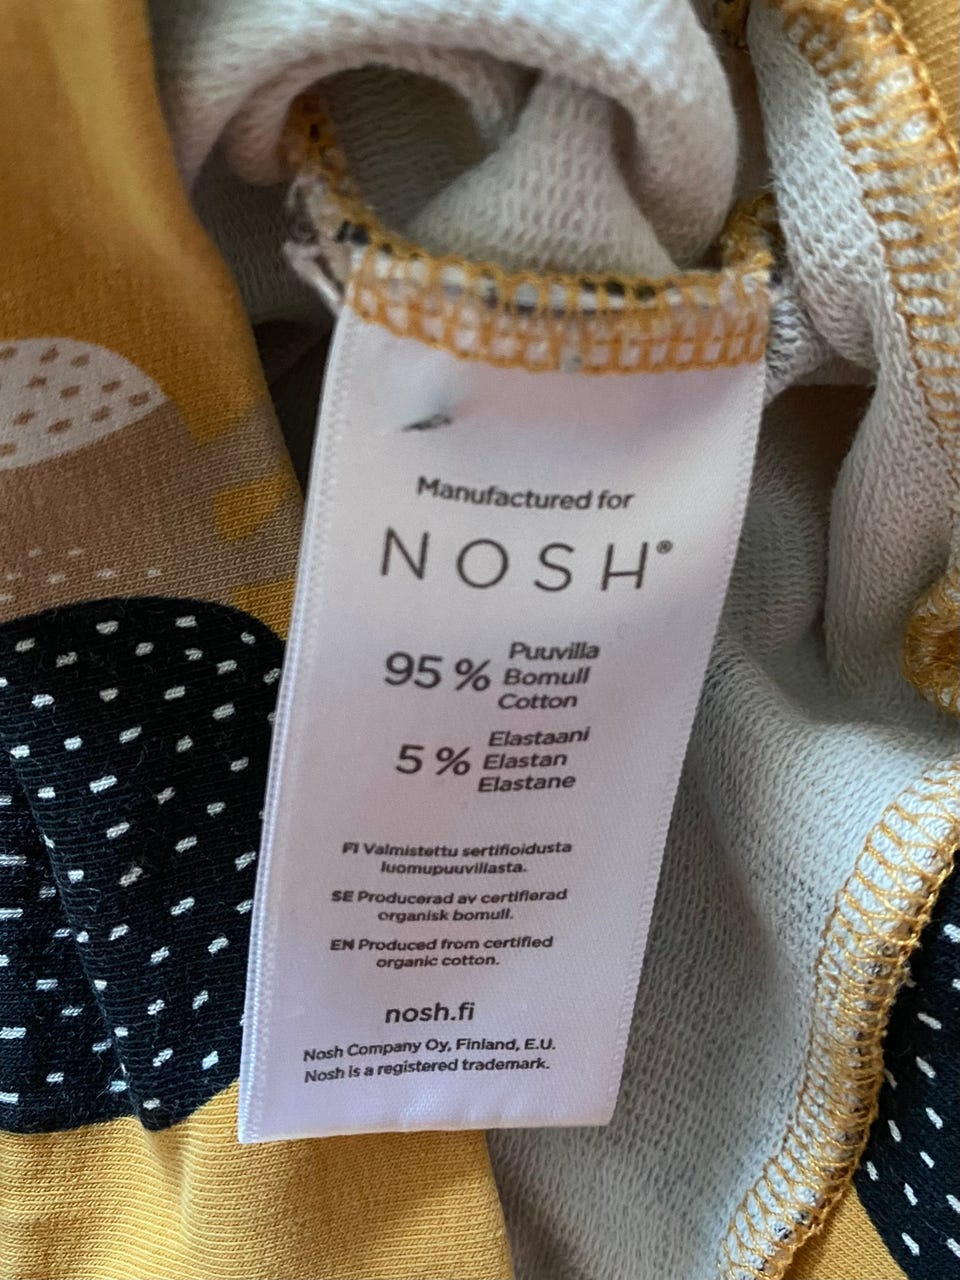 Manufactured for
NOSH®
95 % Puuvilla
Bomull
Cotton
5 % Elastaani
Elastan
Elastane
FI Valmistettu sertifioidusta
luomupuuvillasta.
SE Producerad av certifierad
organisk bomull.
EN Produced from certified
organic cotton.
nosh.fi
Nosh Company Oy, Finland, E.U.
Nosh is a registered trademark.